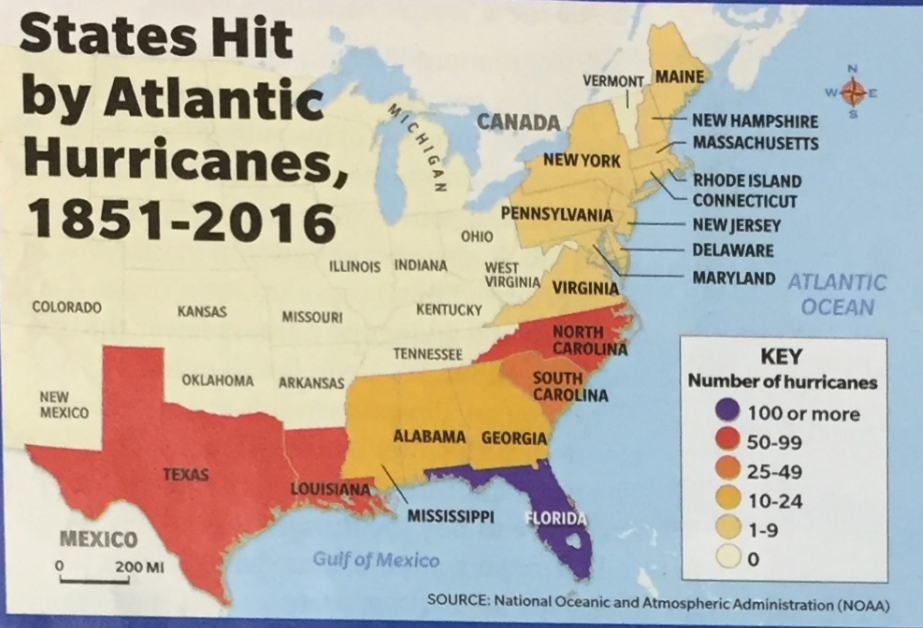 States Hit
by Atlantic
Hurricanes,
1851-2016
CANADA
VERMONT
MAINE
N
W E
S
MICHIGAN
NEW HAMPSHIRE
MASSACHUSETTS
NEW YORK
RHODE ISLAND
CONNECTICUT
PENNSYLVANIA
NEW JERSEY
OHIO
DELAWARE
ILLINOIS
INDIANA
WEST
VIRGINIA
MARYLAND
ATLANTIC
OCEAN
VIRGINIA
COLORADO
KANSAS
MISSOURI
KENTUCKY
NORTH
CAROLINA
TENNESSEE
OKLAHOMA
ARKANSAS
SOUTH
CAROLINA
NEW
MEXICO
ALABAMA
GEORGIA
TEXAS
LOUISIANA
MISSISSIPPI
FLORIDA
MEXICO
0 200 MI
Gulf of Mexico
KEY
Number of hurricanes
100 or more
50-99
25-49
10-24
1-9
0
SOURCE: National Oceanic and Atmospheric Administration (NOAA)